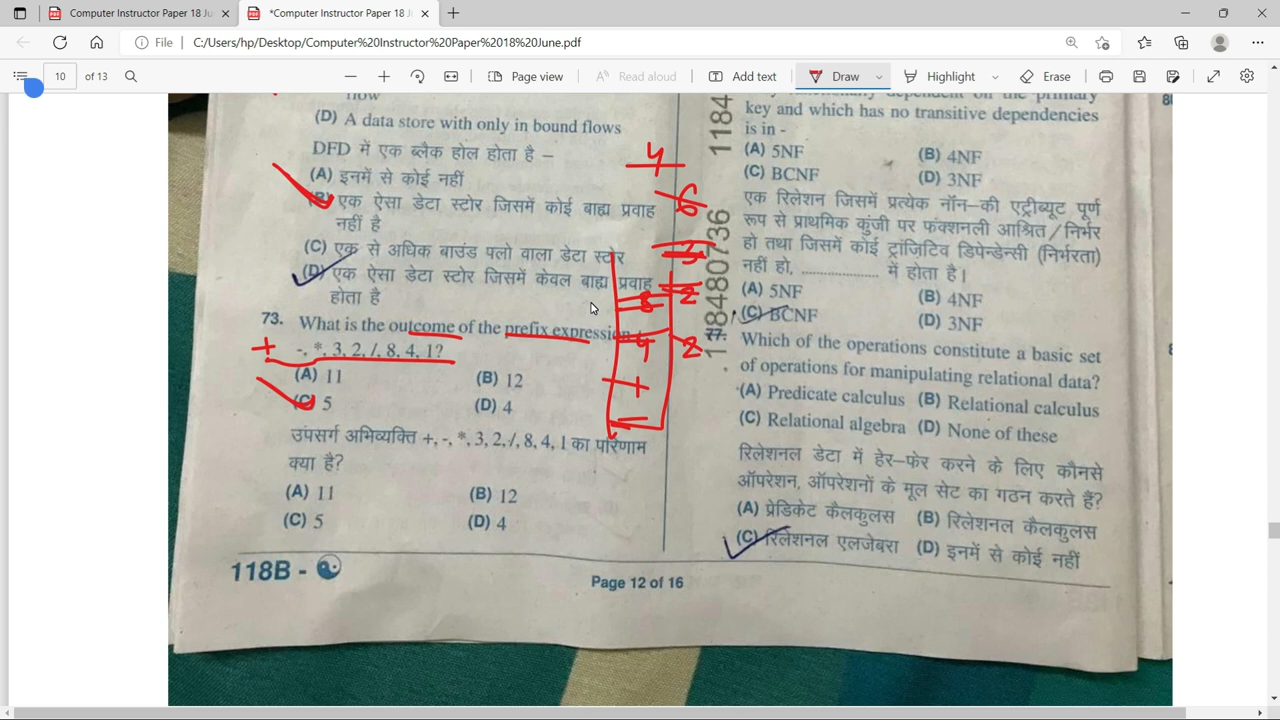 Computer Instructor Paper 18 Ju
*Computer Instructor Paper 18 J
File
C:/Users/hp/Desktop/Computer%20Instructor%20Paper%2018%20June.pdf
10 of 13
Page view
Read aloud
Add text
Draw
Highlight
Erase
(D) A data store with only in bound flows
DFD में एक ब्लैक होल होता है –
(A) इनमें से कोई नहीं
एक ऐसा डेटा स्टोर जिसमें कोई बाह्य प्रवाह
नहीं है
(C) एक से अधिक बाउंड फ्लो वाला डेटा स्टोर
(D) एक ऐसा डेटा स्टोर जिसमें केवल बाह्य प्रवाह
होता है
73. What is the outcome of the prefix expression
+ -, *, 3, 2, /, 8, 4, 1?
(A) 11
(B) 12
(C) 5
(D) 4
उपसर्ग अभिव्यक्ति +, -, *, 3, 2, /, 8, 4, 1 का परिणाम
क्या है?
(A) 11
(B) 12
(C) 5
(D) 4
4
6
3
2
8
4
2
+
118B -
Page 12 of 16
1184
118480736
key and which has no transitive dependencies
is in -
(A) 5NF
(B) 4NF
(C) BCNF
(D) 3NF
एक रिलेशन जिसमें प्रत्येक नॉन–की एट्रीब्यूट पूर्ण
रूप से प्राथमिक कुंजी पर फंक्शनली आश्रित/निर्भर
हो तथा जिसमें कोई ट्रांज़िटिव डिपेन्डेन्सी (निर्भरता)
नहीं हो, .................... में होता है।
(A) 5NF
(B) 4NF
(C) BCNF
(D) 3NF
77. Which of the operations constitute a basic set
of operations for manipulating relational data?
(A) Predicate calculus (B) Relational calculus
(C) Relational algebra (D) None of these
रिलेशनल डेटा में हेर–फेर करने के लिए कौनसे
ऑपरेशन, ऑपरेशनों के मूल सेट का गठन करते हैं?
(A) प्रेडिकेट कैलकुलस (B) रिलेशनल कैलकुलस
(C) रिलेशनल एलजेबरा (D) इनमें से कोई नहीं